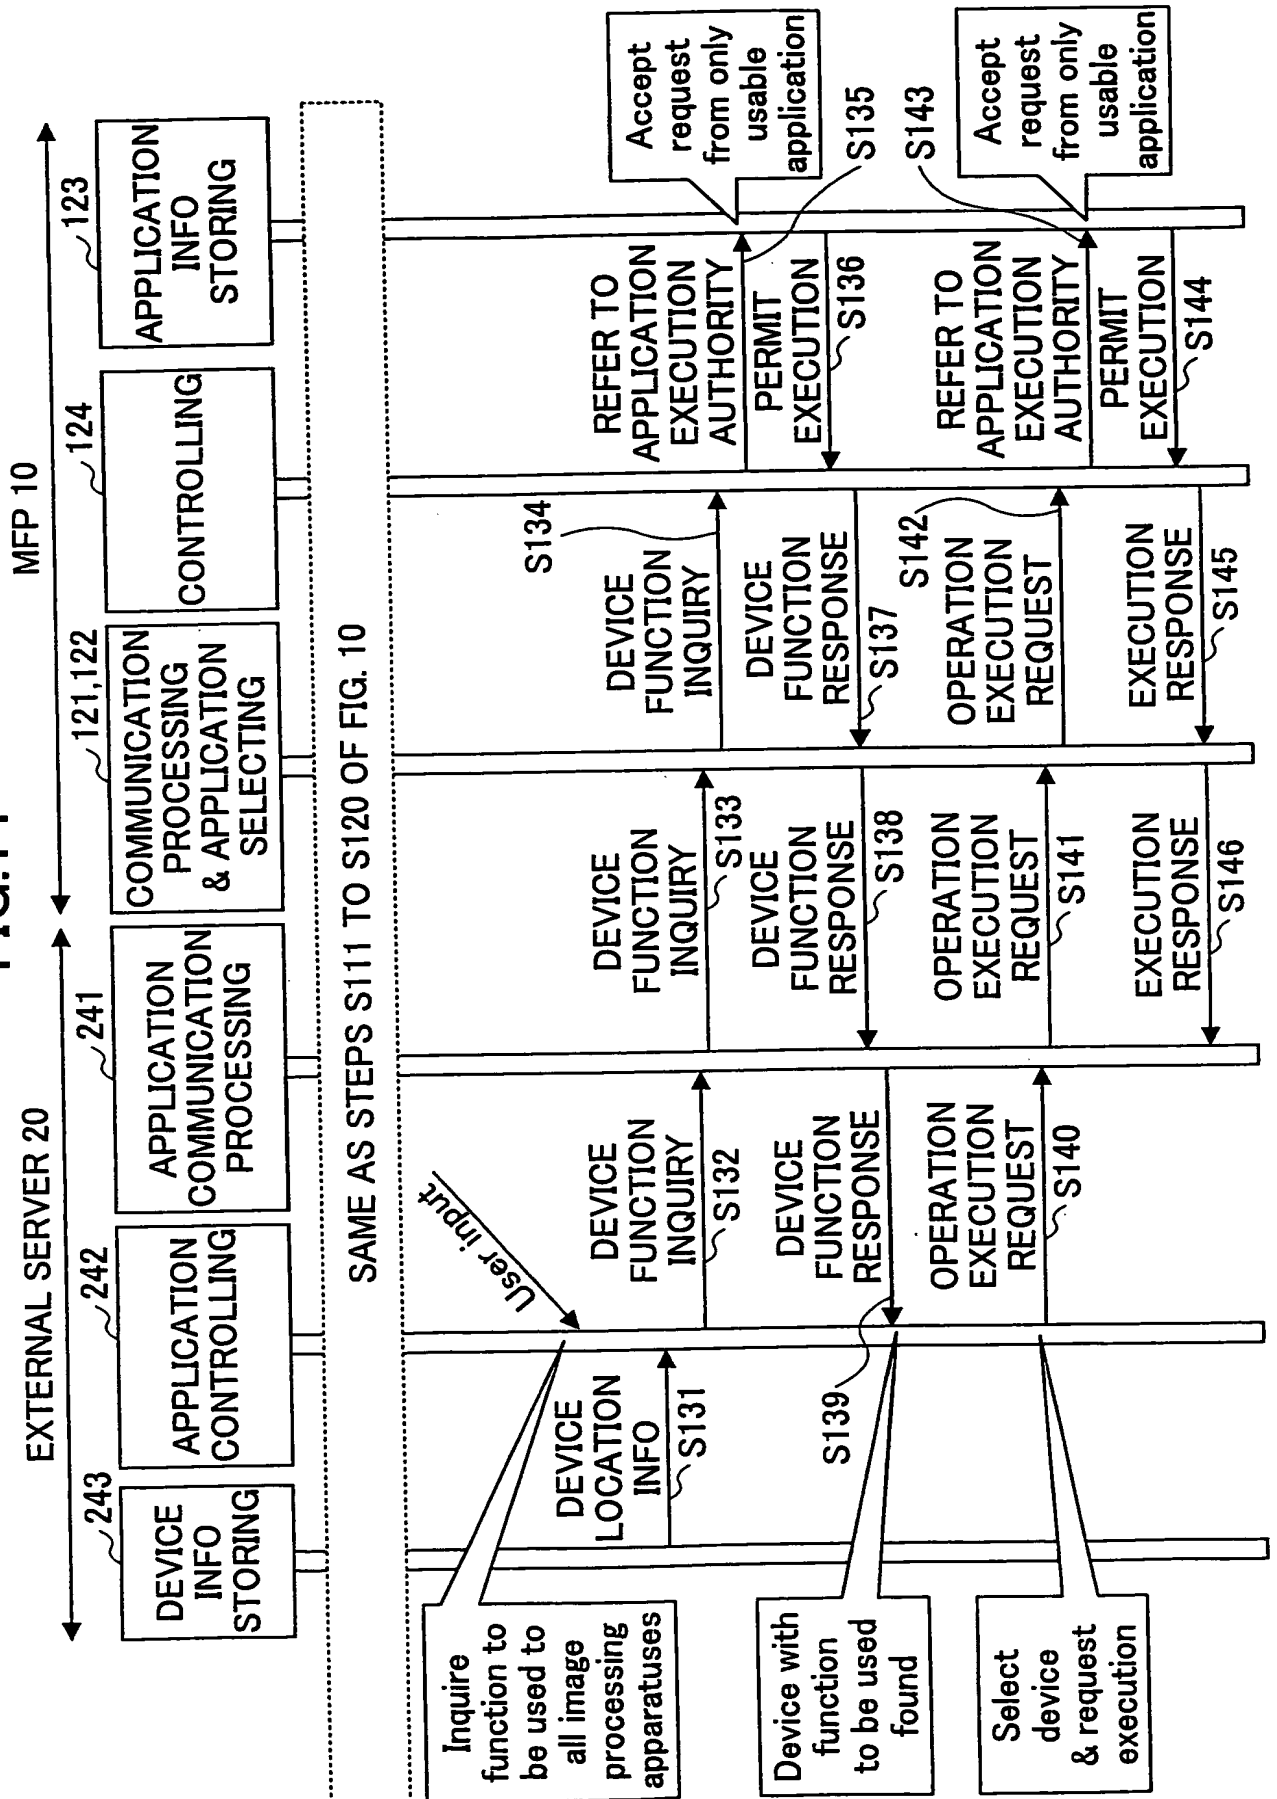 FIG.11
EXTERNAL SERVER 20
MFP 10
243
242
241
121,122
124
123
DEVICE
INFO
STORING
APPLICATION
CONTROLLING
APPLICATION
COMMUNICATION
PROCESSING
COMMUNICATION
PROCESSING
& APPLICATION
SELECTING
CONTROLLING
APPLICATION
INFO
STORING
SAME AS STEPS S111 TO S120 OF FIG. 10
User input
Inquire
function to
be used to
all image
processing
apparatuses
DEVICE
LOCATION
INFO
S131
DEVICE
FUNCTION
INQUIRY
S132
DEVICE
FUNCTION
INQUIRY
S133
DEVICE
FUNCTION
INQUIRY
S134
REFER TO
APPLICATION
EXECUTION
AUTHORITY
S135
Accept
request
from only
usable
application
PERMIT
EXECUTION
S136
DEVICE
FUNCTION
RESPONSE
S137
DEVICE
FUNCTION
RESPONSE
S138
DEVICE
FUNCTION
RESPONSE
S139
Device with
function
to be used
found
Select
device
& request
execution
OPERATION
EXECUTION
REQUEST
S140
OPERATION
EXECUTION
REQUEST
S141
OPERATION
EXECUTION
REQUEST
S142
REFER TO
APPLICATION
EXECUTION
AUTHORITY
S143
Accept
request
from only
usable
application
PERMIT
EXECUTION
S144
EXECUTION
RESPONSE
S145
EXECUTION
RESPONSE
S146